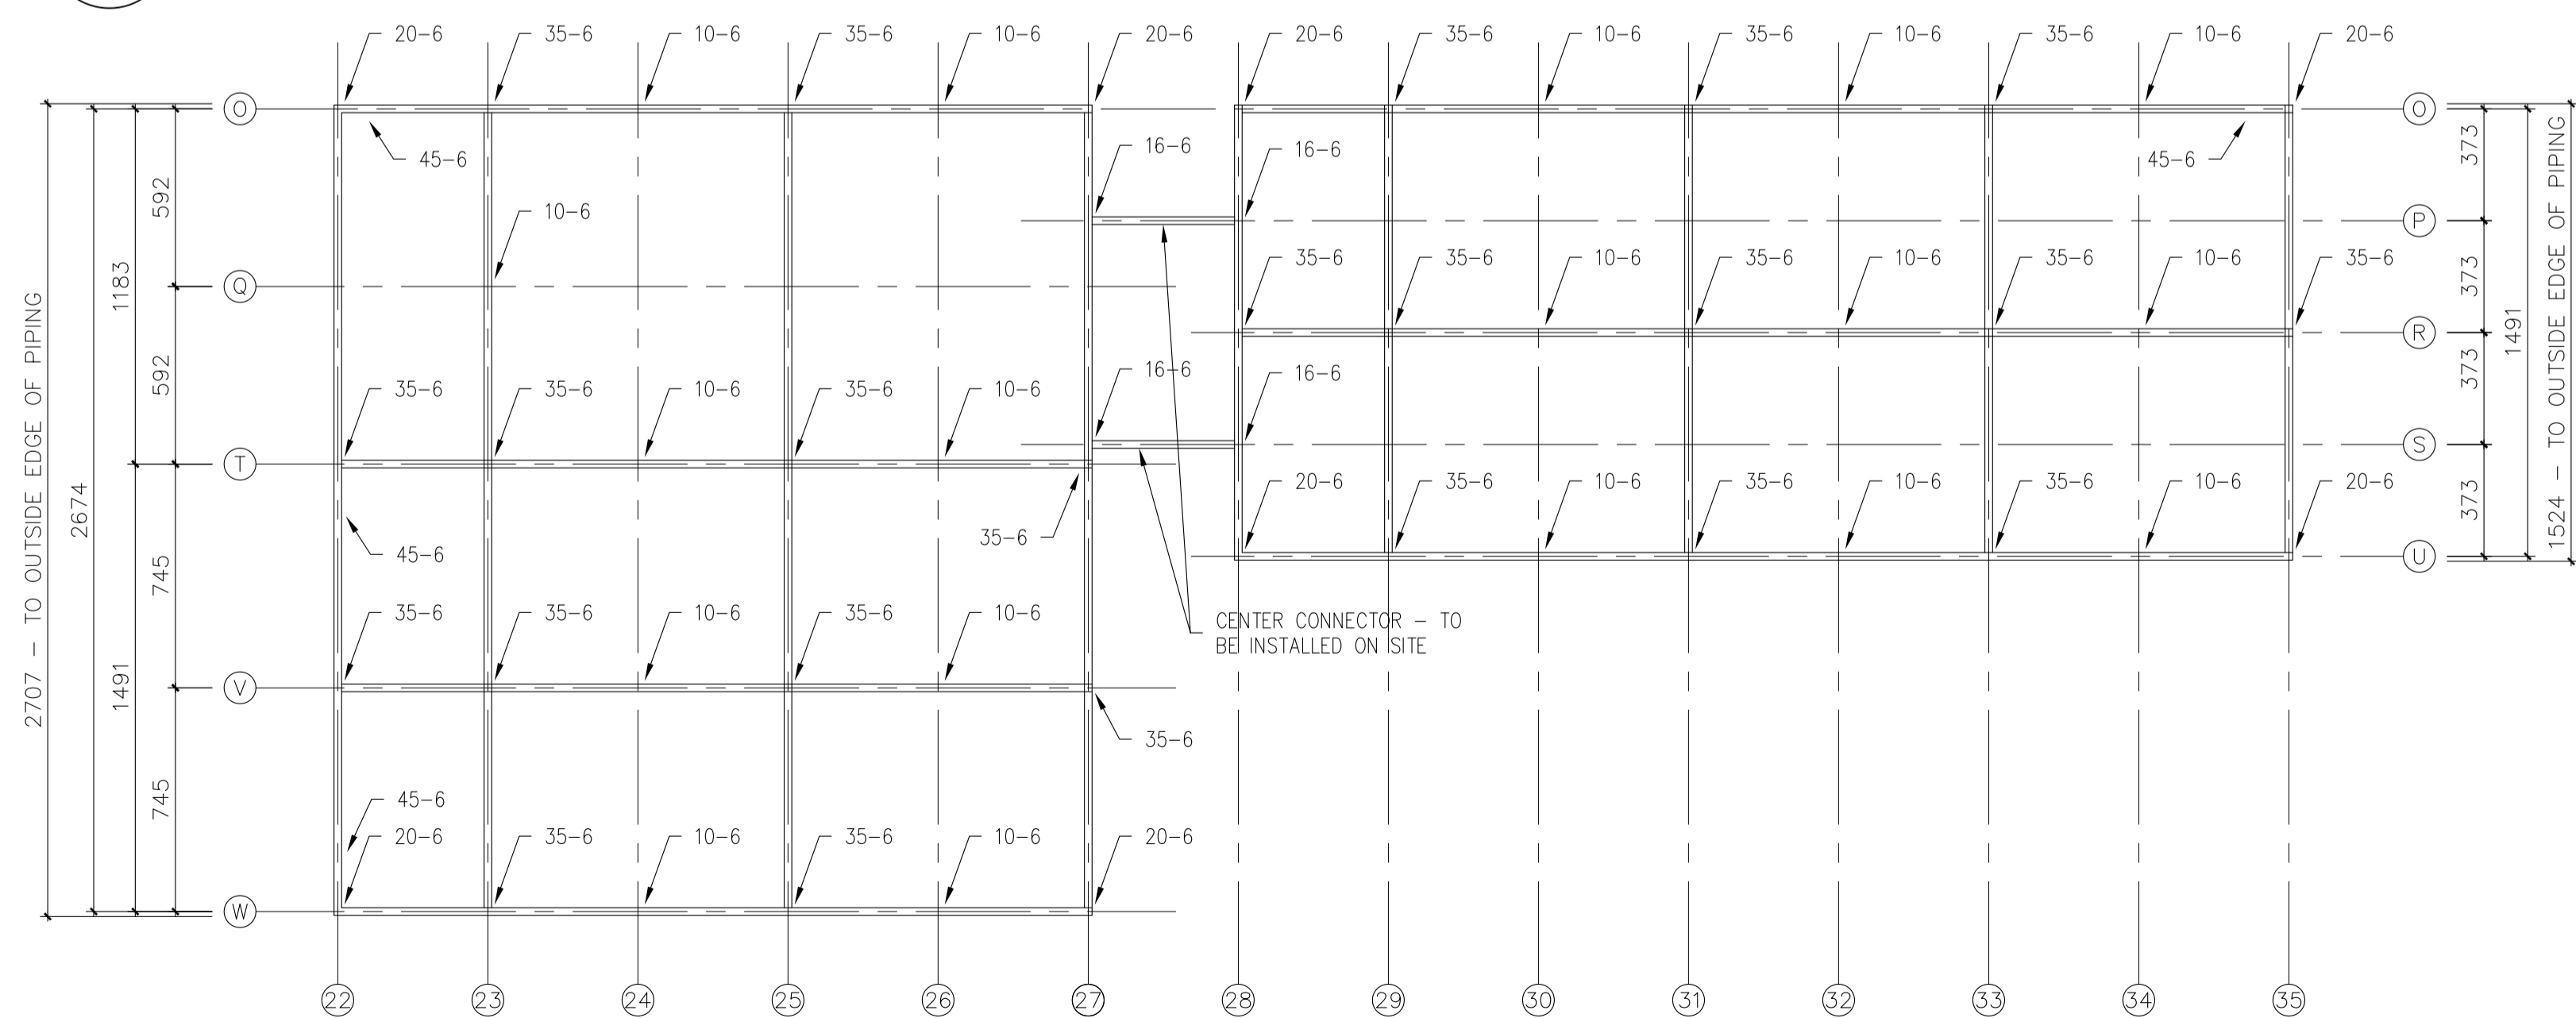 20-6 35-6 10-6 35-6 10-6 20-6 20-6 35-6 10-6 35-6 10-6 35-6 10-6 20-6
O O
45-6 16-6 16-6 45-6
373
592 10-6
P
1183
35-6 35-6 10-6 35-6 10-6 35-6 10-6 35-6
373
Q
R
1491
1524 - TO OUTSIDE EDGE OF PIPING
592
35-6 35-6 10-6 35-6 10-6 16-6 16-6
373
S
T
2674
20-6 35-6 10-6 35-6 10-6 35-6 10-6 20-6
373
2707 - TO OUTSIDE EDGE OF PIPING
45-6 35-6
U
745
35-6 35-6 10-6 35-6 10-6
CENTER CONNECTOR - TO
BE INSTALLED ON SITE
1491
V
35-6
745
45-6
20-6 35-6 10-6 35-6 10-6 20-6
W
22 23 24 25 26 27 28 29 30 31 32 33 34 35